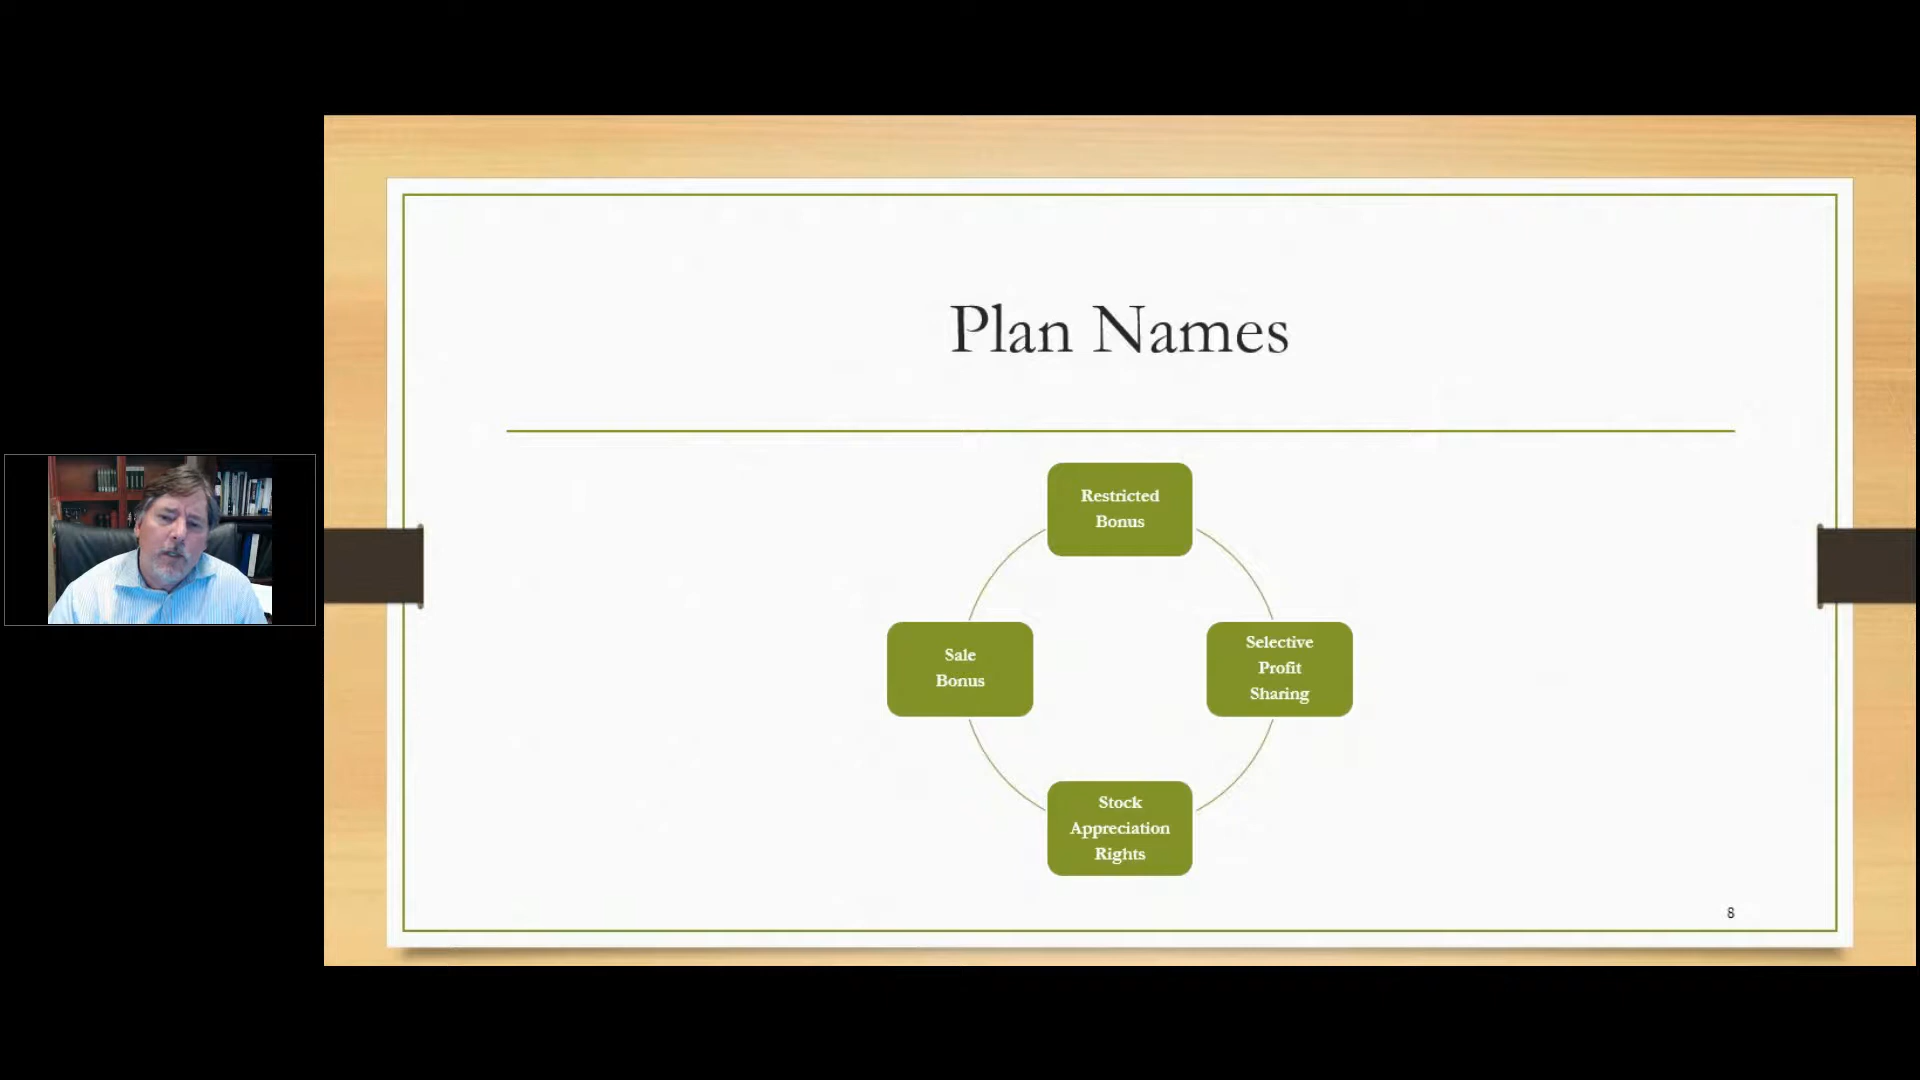 Plan Names
Restricted
Bonus
Selective
Profit
Sharing
Stock
Appreciation
Rights
Sale
Bonus
8